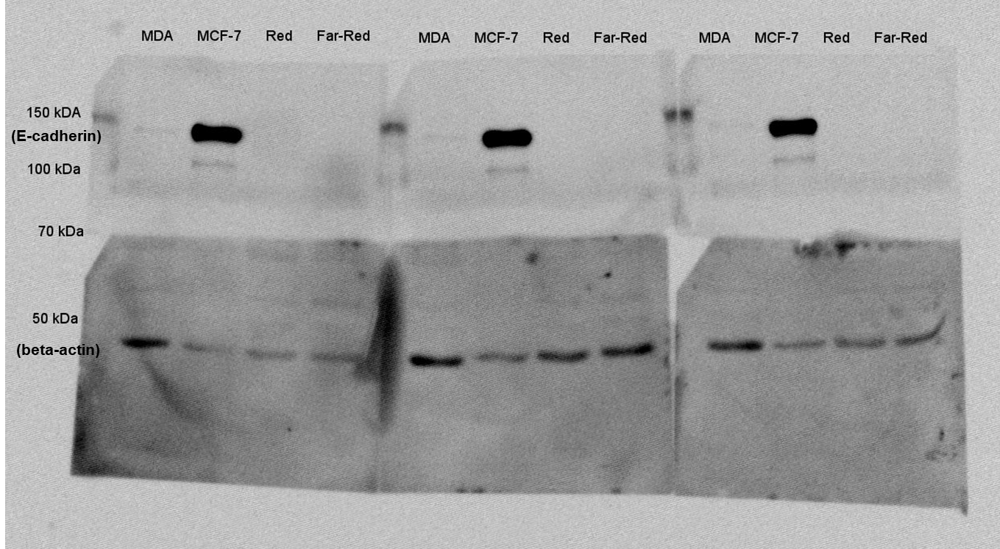 MDA MCF-7 Red Far-Red MDA MCF-7 Red Far-Red MDA MCF-7 Red Far-Red
150 kDA
(E-cadherin)
100 kDa
70 kDa
50 kDa
(beta-actin)